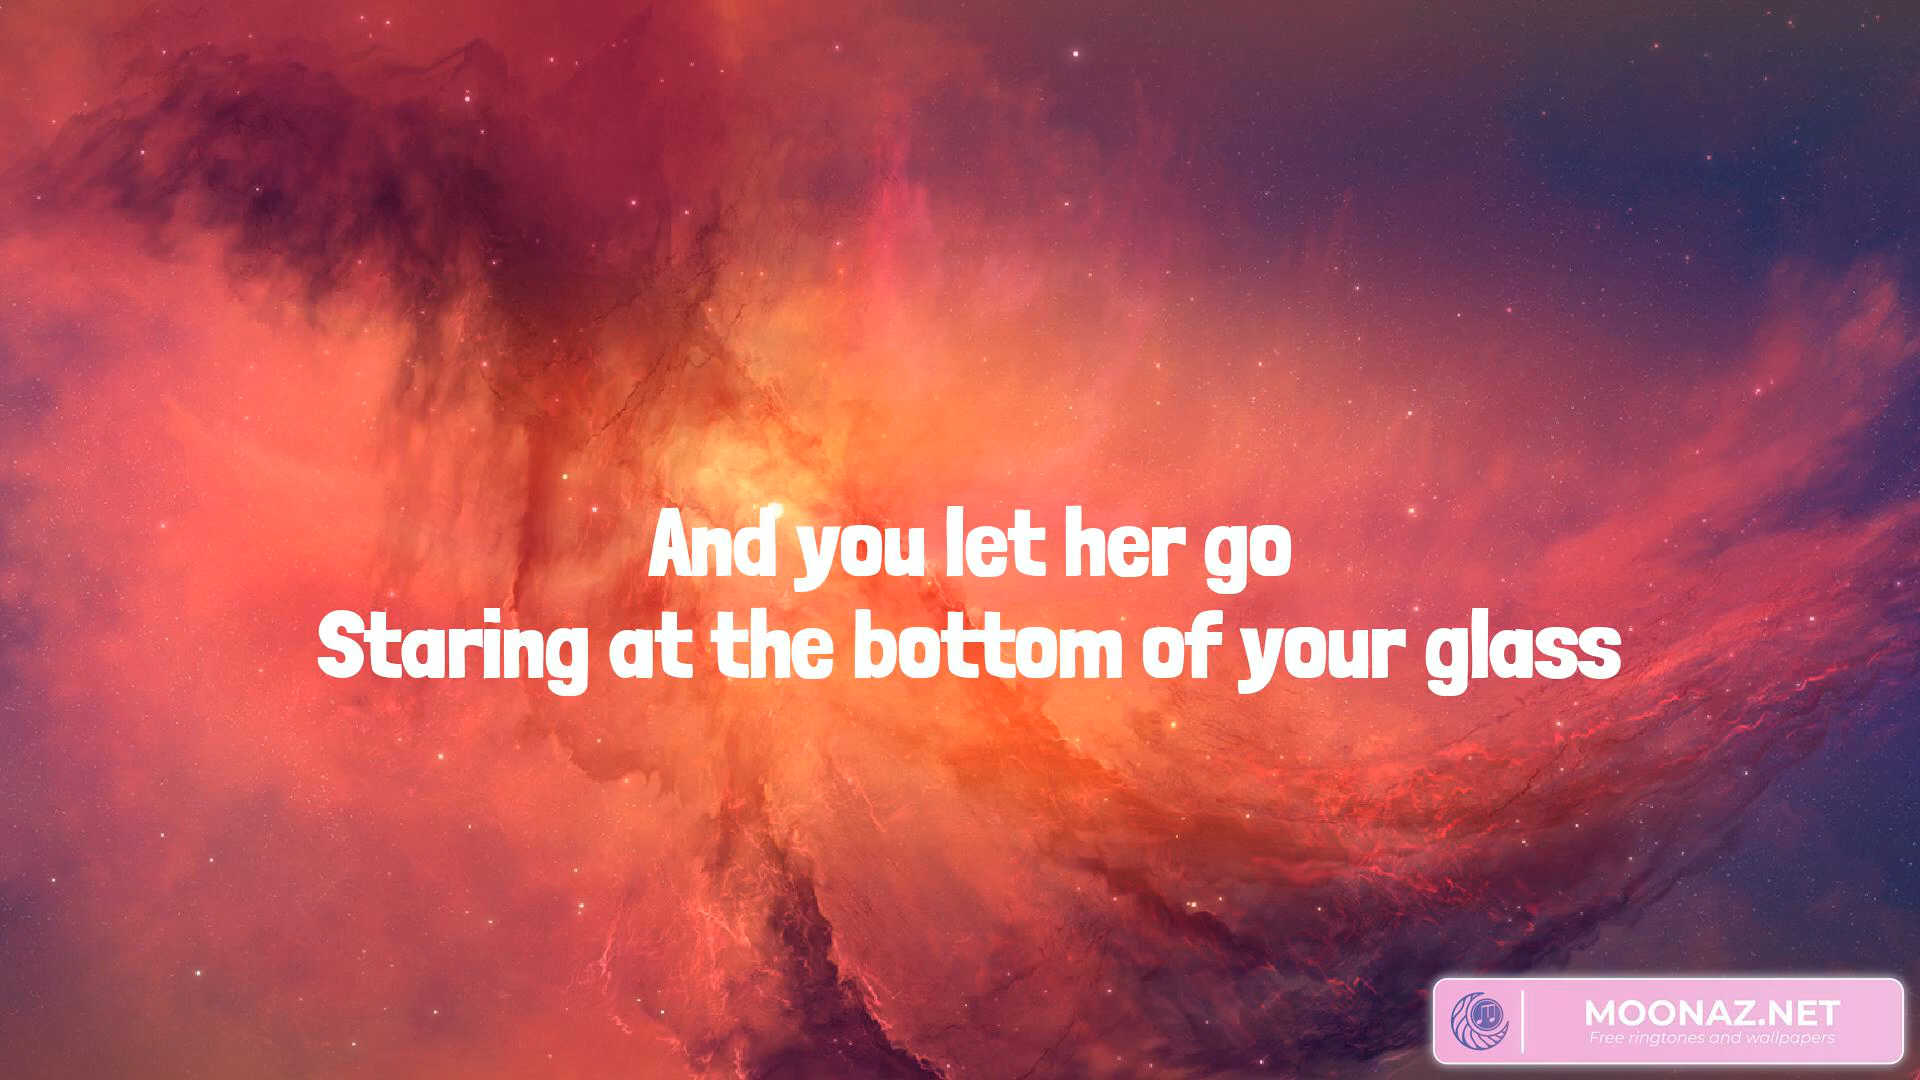 And you let her go
Staring at the bottom of your glass
MOONAZ.NET
Free ringtones and wallpapers